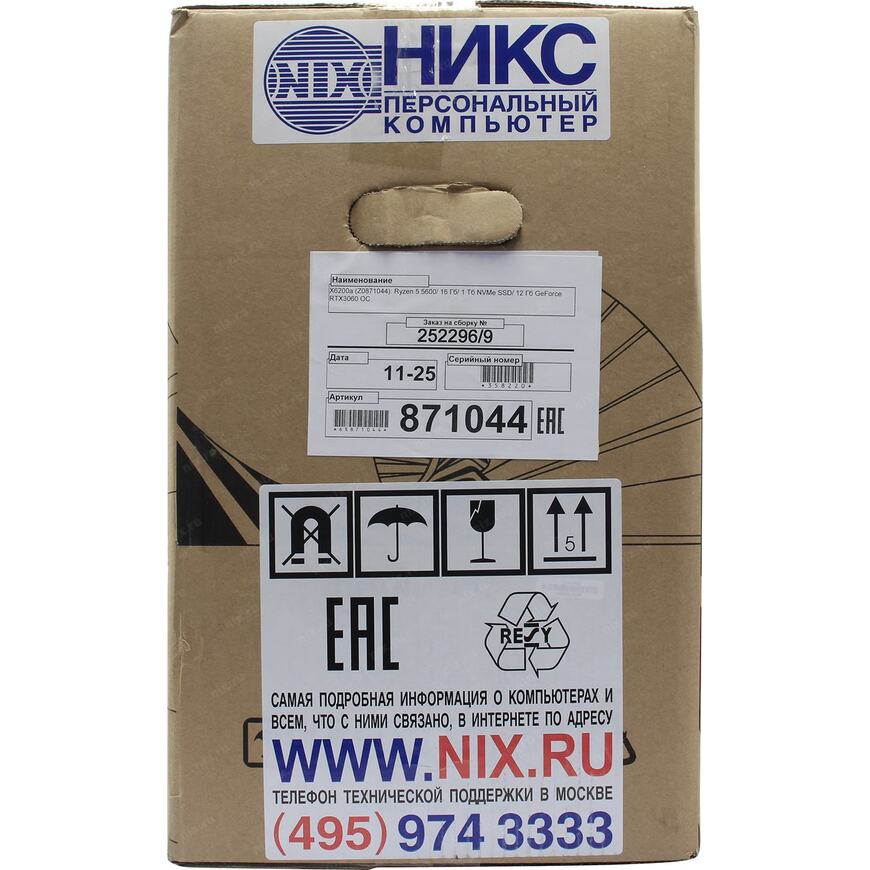 NIX
НИКС
ПЕРСОНАЛЬНЫЙ
КОМПЬЮТЕР
Наименование
X6200a (Z0871044): Ryzen 5 5600/ 16 Гб/ 1 Тб NVMe SSD/ 12 Гб GeForce
RTX3060 OC
Заказ на сборку №
252296/9
Дата
11-25
Серийный номер
*358220*
Артикул
*65871044*
871044 EAC
5
EAC
RESY
САМАЯ ПОДРОБНАЯ ИНФОРМАЦИЯ О КОМПЬЮТЕРАХ И
ВСЕМ, ЧТО С НИМИ СВЯЗАНО, В ИНТЕРНЕТЕ ПО АДРЕСУ
WWW.NIX.RU
ТЕЛЕФОН ТЕХНИЧЕСКОЙ ПОДДЕРЖКИ В МОСКВЕ
(495) 974 3333